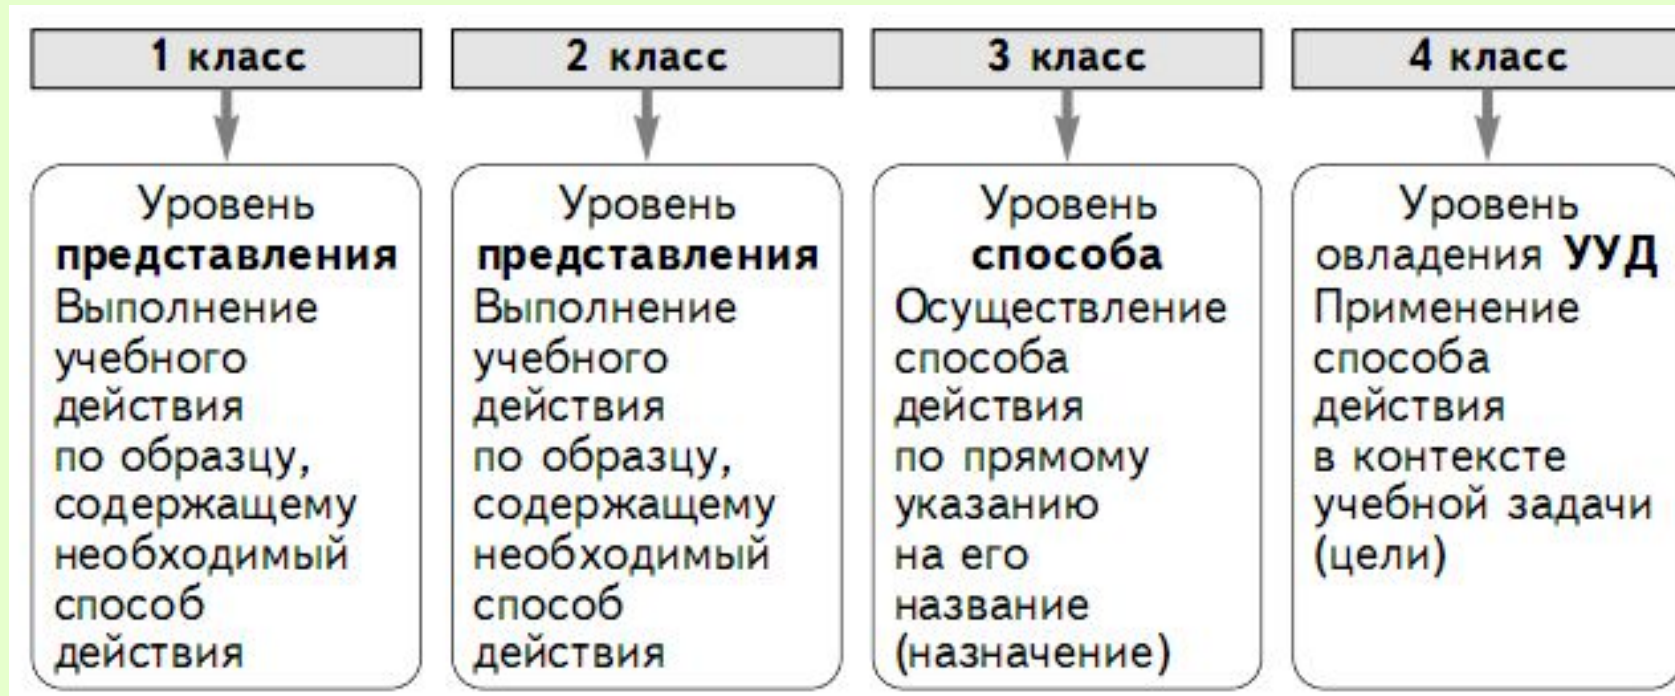 1 класс
2 класс
3 класс
4 класс
Уровень
представления
Выполнение
учебного
действия
по образцу,
содержащему
необходимый
способ
действия
Уровень
представления
Выполнение
учебного
действия
по образцу,
содержащему
необходимый
способ
действия
Уровень
способа
Осуществление
способа
действия
по прямому
указанию
на его
название
(назначение)
Уровень
овладения УУД
Применение
способа
действия
в контексте
учебной задачи
(цели)